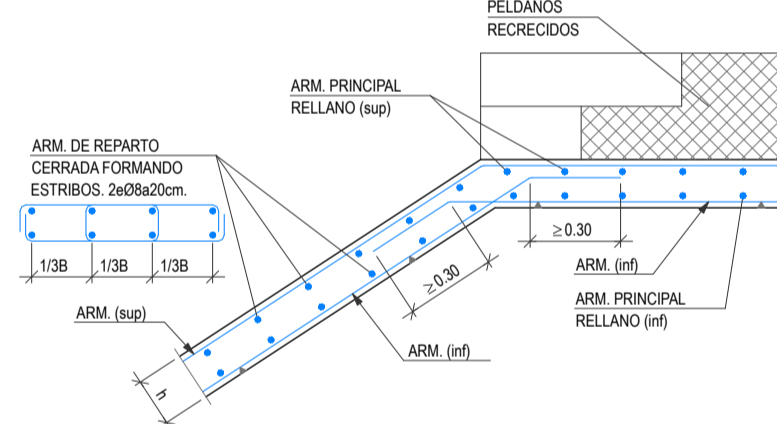 PELDAÑOS
RECRECIDOS
ARM. PRINCIPAL
RELLANO (sup)
ARM. DE REPARTO
CERRADA FORMANDO
ESTRIBOS. 2eØ8a20cm.
1/3B
1/3B
1/3B
≥0.30
≥0.30
ARM. (inf)
ARM. PRINCIPAL
RELLANO (inf)
ARM. (sup)
ARM. (inf)
h